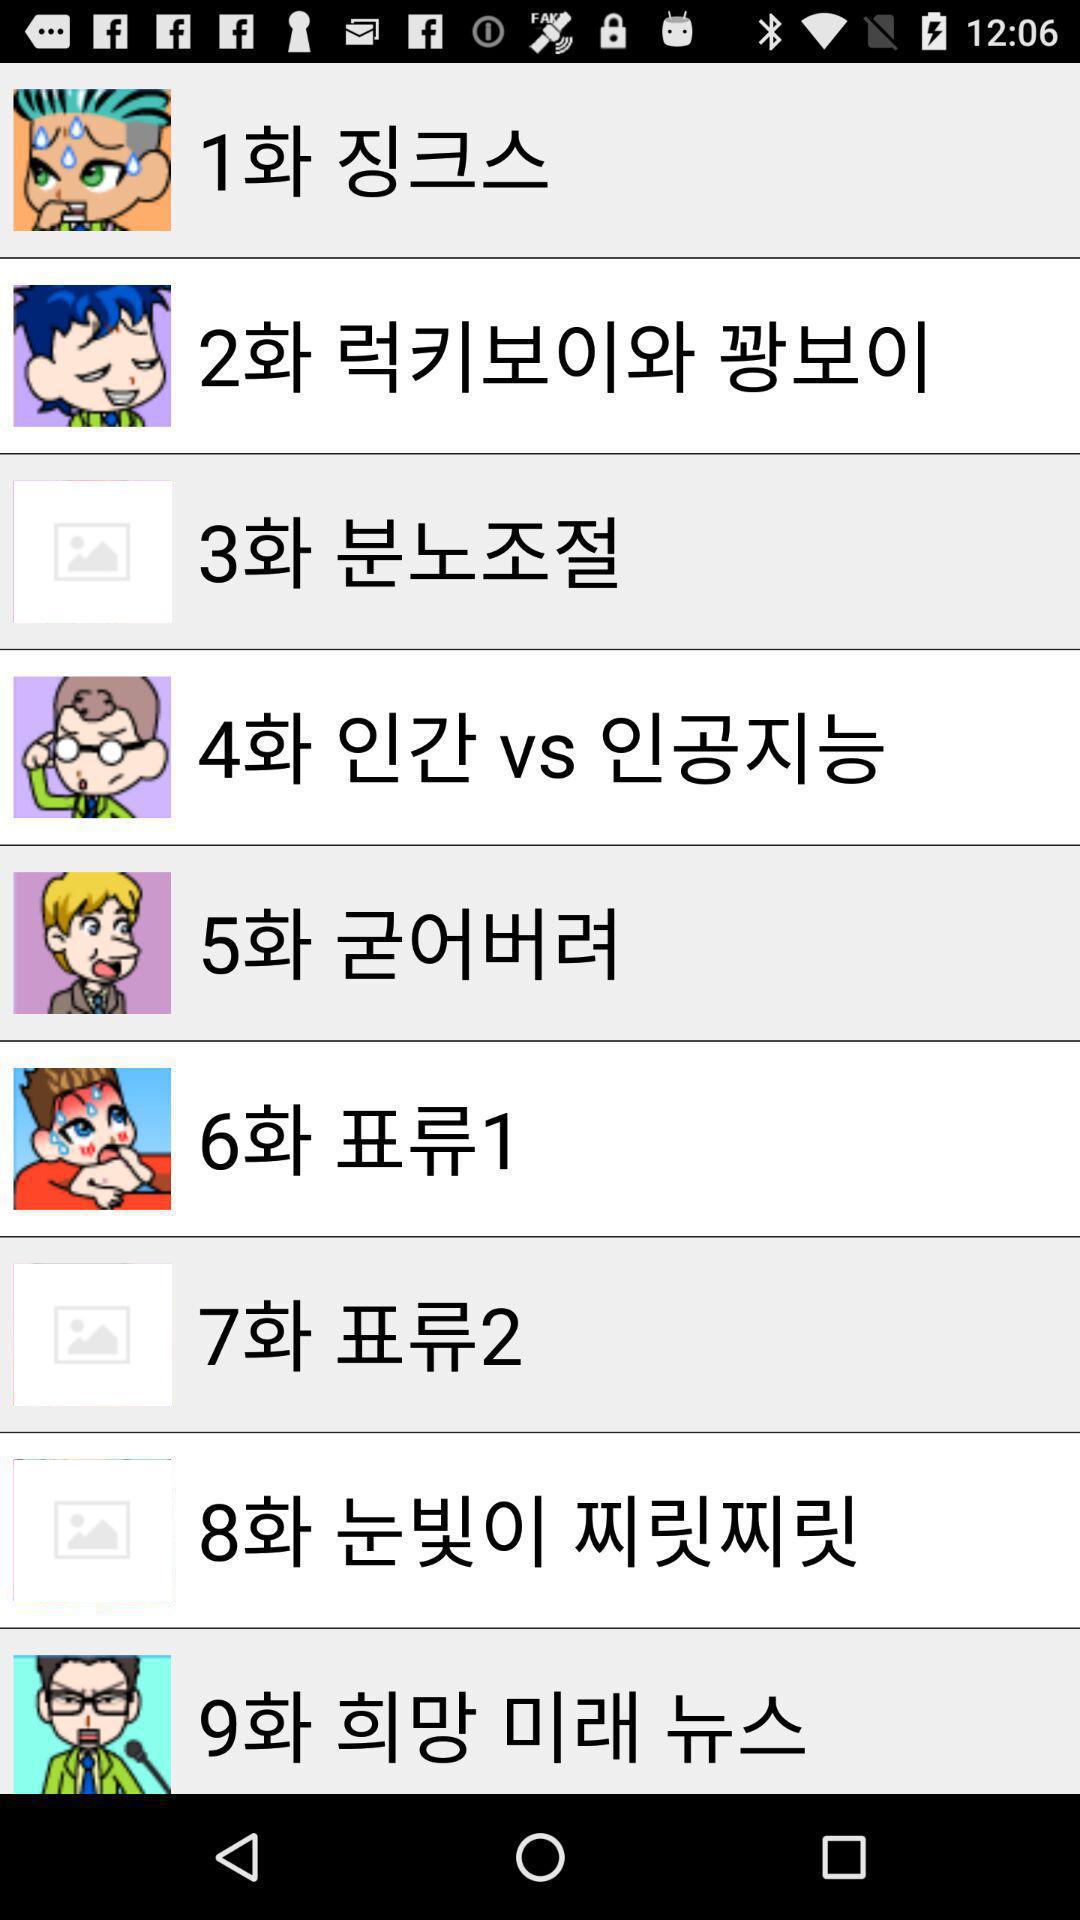 FAKE 12:06
1화 징크스
2화 럭키보이와 꽝보이
3화 분노조절
4화 인간 vs 인공지능
5화 굳어버려
6화 표류1
7화 표류2
8화 눈빛이 찌릿찌릿
9화 희망 미래 뉴스